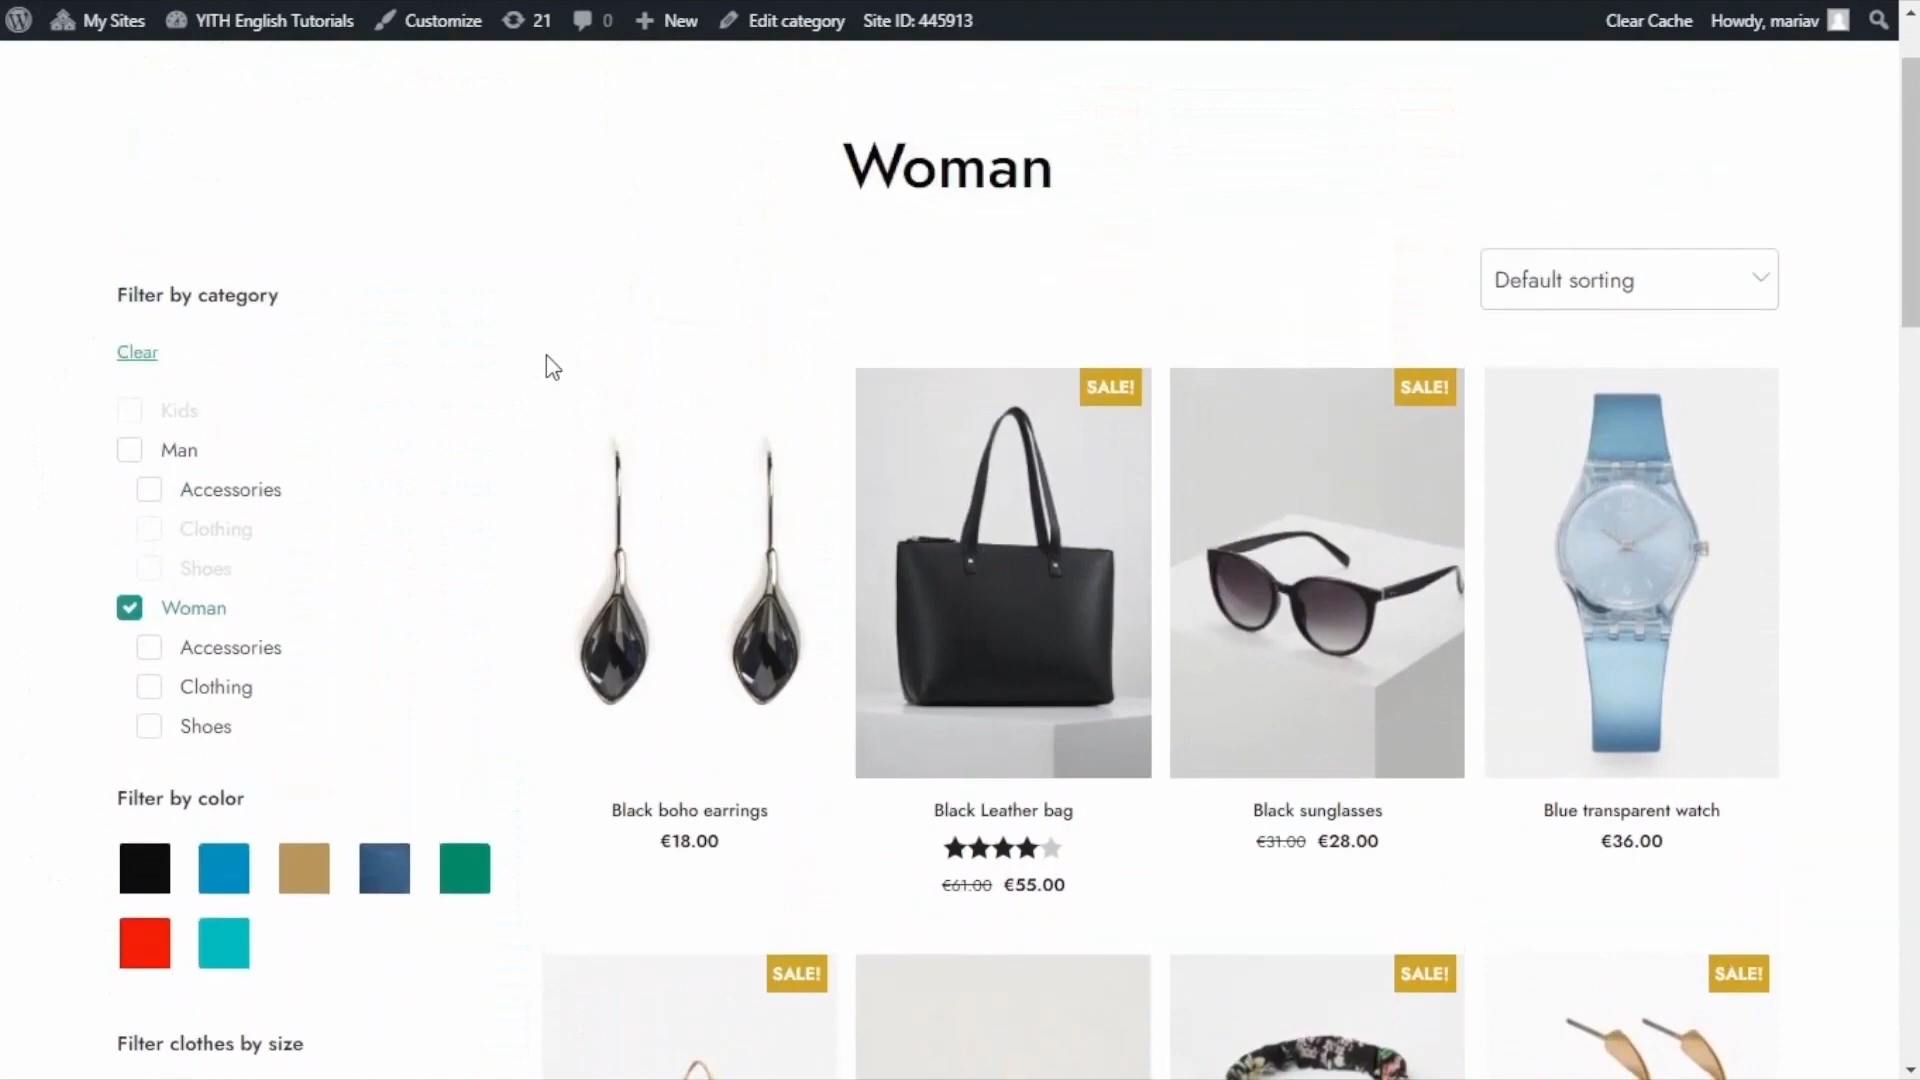 My Sites YITH English Tutorials Customize 21 0 New Edit category Site ID: 445913 Clear Cache Howdy, mariav
Woman
Default sorting
Filter by category
Clear
Kids
Man
Accessories
Clothing
Shoes
Woman
Accessories
Clothing
Shoes
Filter by color
Filter clothes by size
SALE!
SALE!
Black boho earrings
€18.00
Black Leather bag
€61.00 €55.00
Black sunglasses
€31.00 €28.00
Blue transparent watch
€36.00
SALE!
SALE!
SALE!